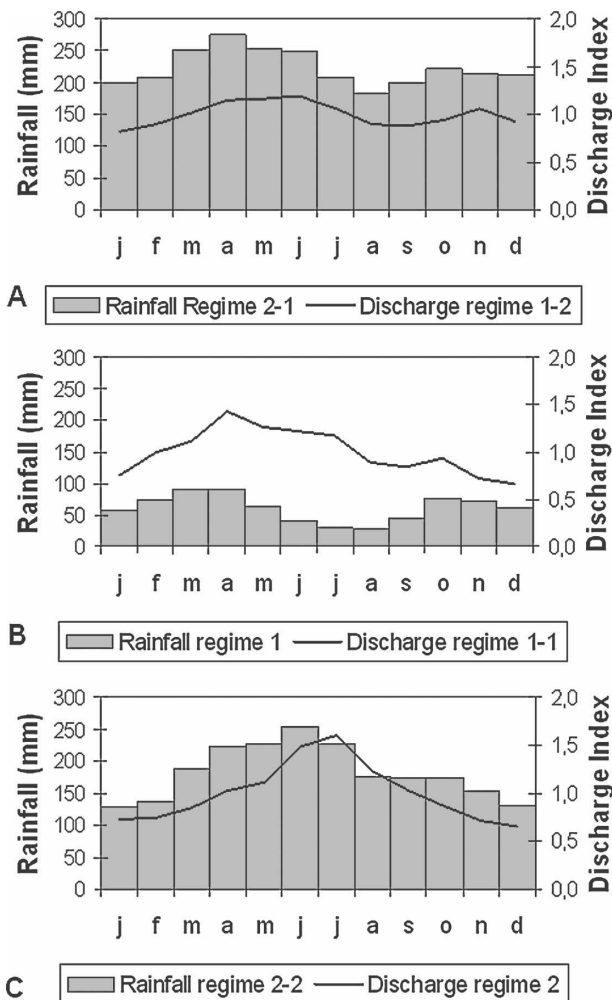 Rainfall (mm)
300
250
200
150
100
50
0
2,0
1,5
1,0
0,5
0,0
Discharge Index
j f m a m j j a s o n d
A
Rainfall Regime 2-1 Discharge regime 1-2
Rainfall (mm)
300
250
200
150
100
50
0
2,0
1,5
1,0
0,5
0,0
Discharge Index
j f m a m j j a s o n d
B
Rainfall regime 1 Discharge regime 1-1
Rainfall (mm)
300
250
200
150
100
50
0
2,0
1,5
1,0
0,5
0,0
Discharge Index
j f m a m j j a s o n d
C
Rainfall regime 2-2 Discharge regime 2